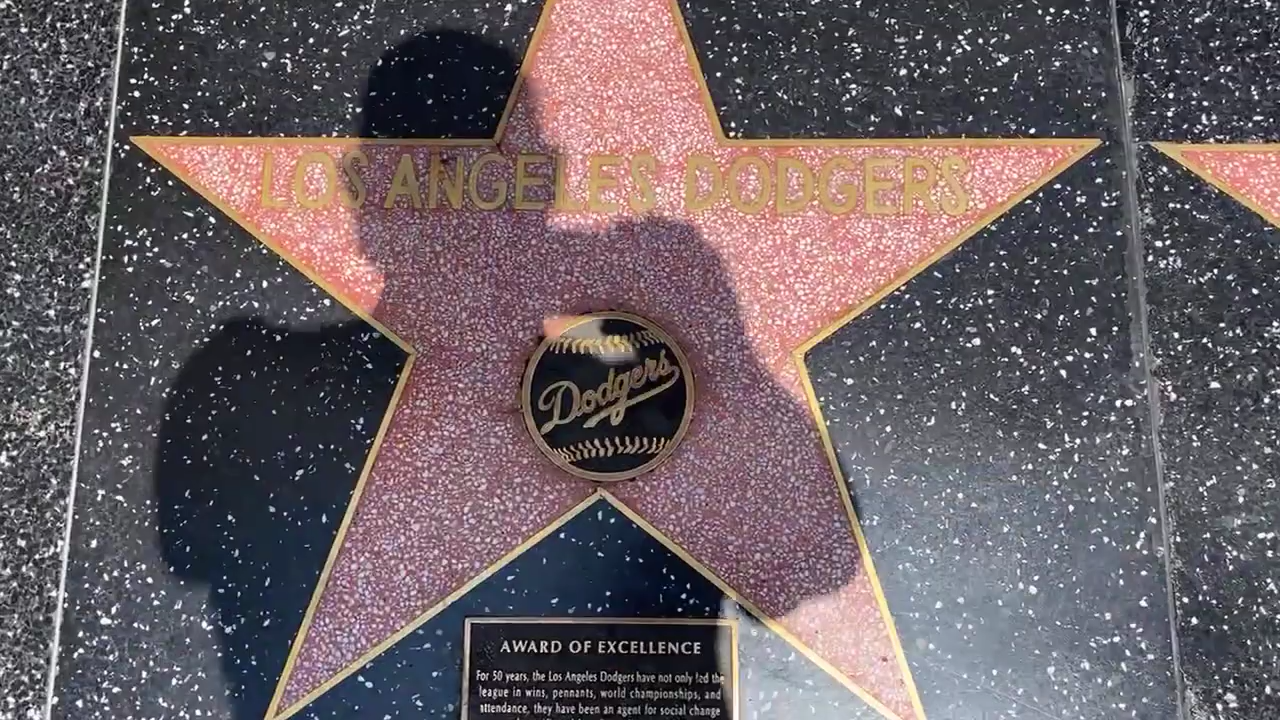 LOS ANGELES DODGERS
Dodgers
AWARD OF EXCELLENCE
For 50 years, the Los Angeles Dodgers have not only led the
league in wins, pennants, world championships, and
attendance, they have been an agent for social change